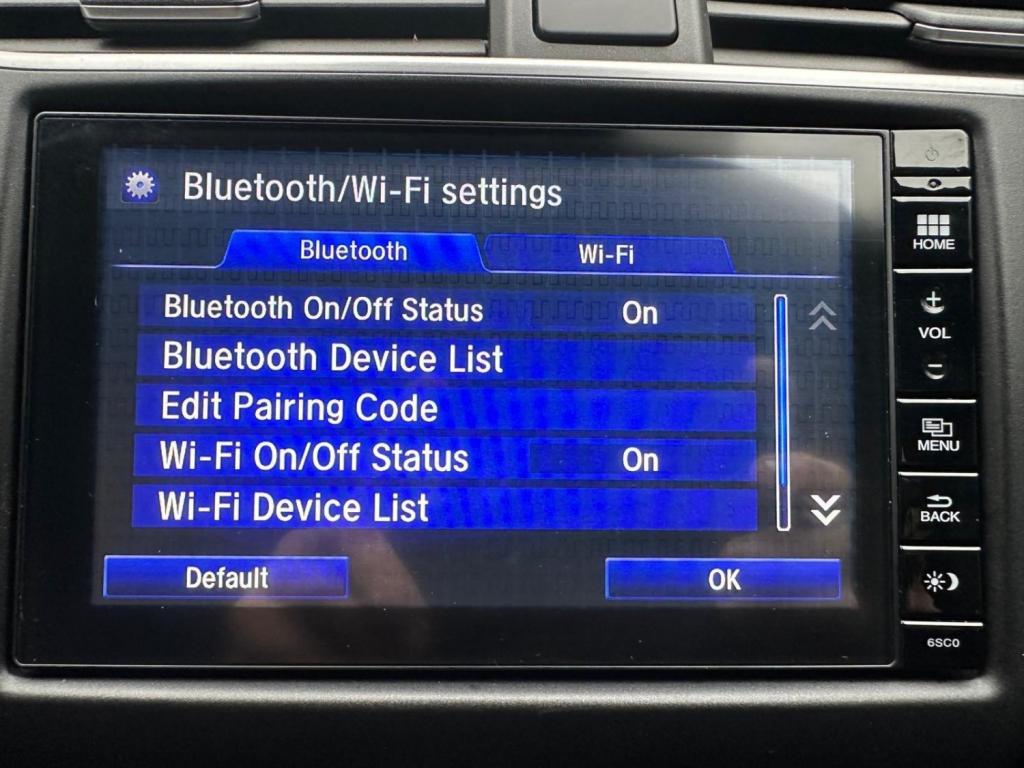 Bluetooth/Wi-Fi settings
Bluetooth Wi-Fi
Bluetooth On/Off Status On
Bluetooth Device List
Edit Pairing Code
Wi-Fi On/Off Status On
Wi-Fi Device List
Default OK
HOME
+
VOL
-
MENU
BACK
6SC0